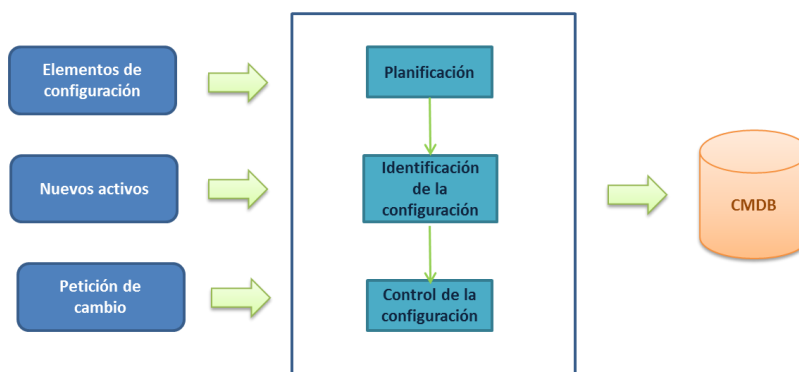 Elementos de
configuración
Nuevos activos
Petición de
cambio
Planificación
Identificación
de la
configuración
Control de la
configuración
CMDB